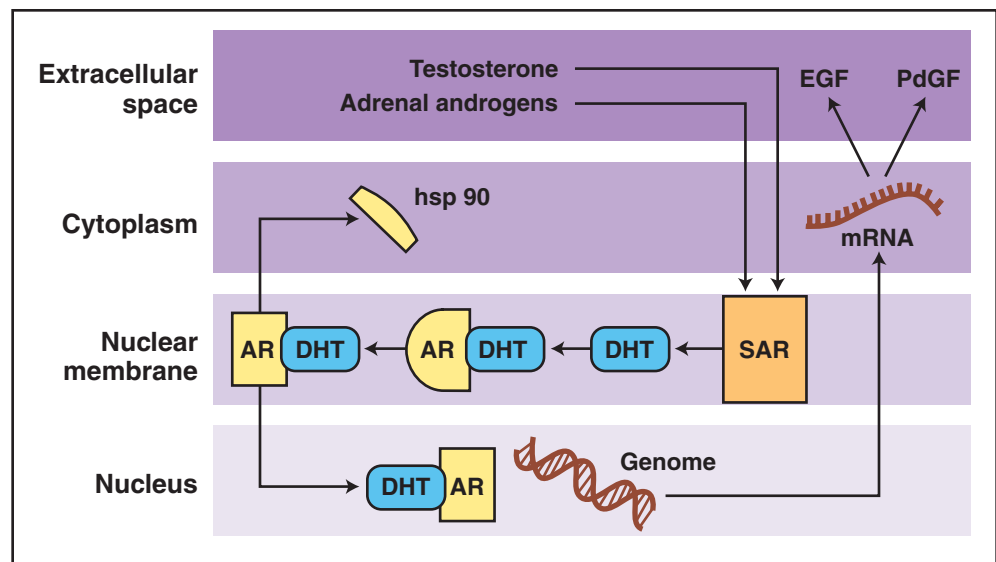 Extracellular
space
Testosterone
Adrenal androgens
EGF
PdGF
Cytoplasm
hsp 90
mRNA
Nuclear
membrane
AR
DHT
AR
DHT
DHT
SAR
Nucleus
DHT
AR
Genome